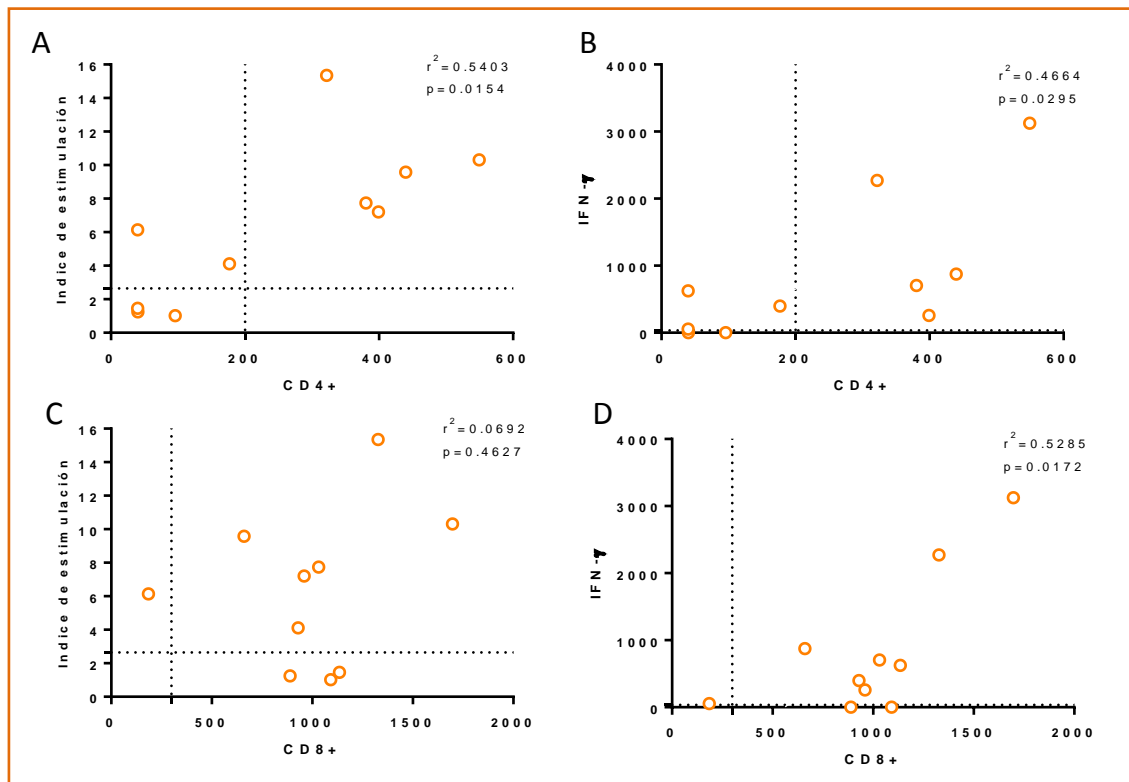 A
r²=0.5403
p=0.0154
Indice de estimulación
16
14
12
10
8
6
4
2
0
0 200 400 600
CD4+
B
r²=0.4664
p=0.0295
IFN-γ
4000
3000
2000
1000
0
0 200 400 600
CD4+
C
r²=0.0692
p=0.4627
Indice de estimulación
16
14
12
10
8
6
4
2
0
0 500 1000 1500 2000
CD8+
D
r²=0.5285
p=0.0172
IFN-γ
4000
3000
2000
1000
0
0 500 1000 1500 2000
CD8+